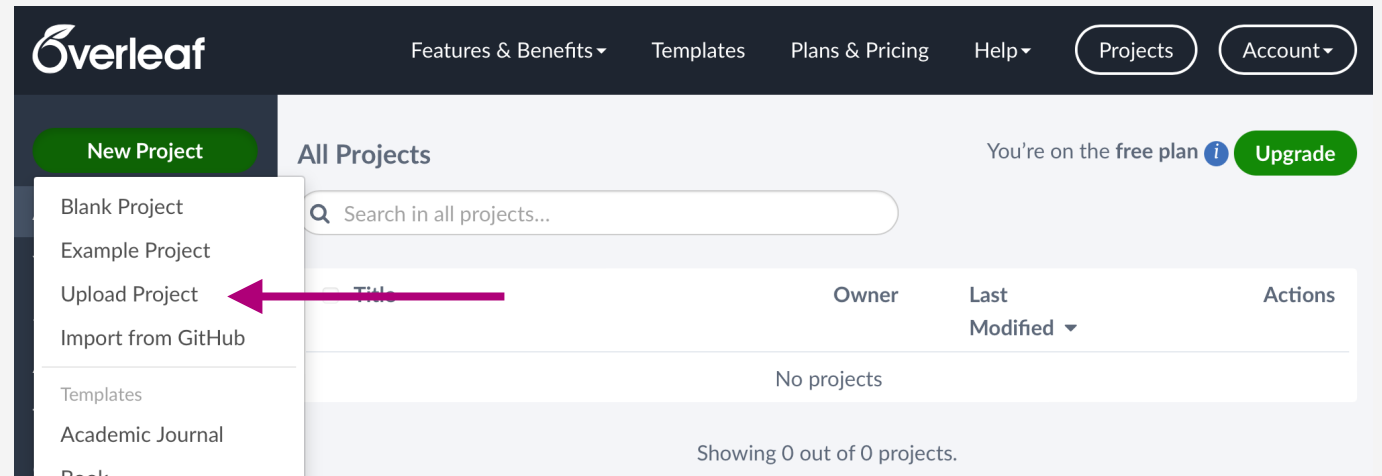 Overleaf
Features & Benefits
Templates
Plans & Pricing
Help
Projects
Account
New Project
All Projects
You’re on the free plan
i
Upgrade
Blank Project
Search in all projects...
Example Project
Upload Project
Title
Owner
Last
Modified
Actions
Import from GitHub
Templates
No projects
Academic Journal
Showing 0 out of 0 projects.
Book